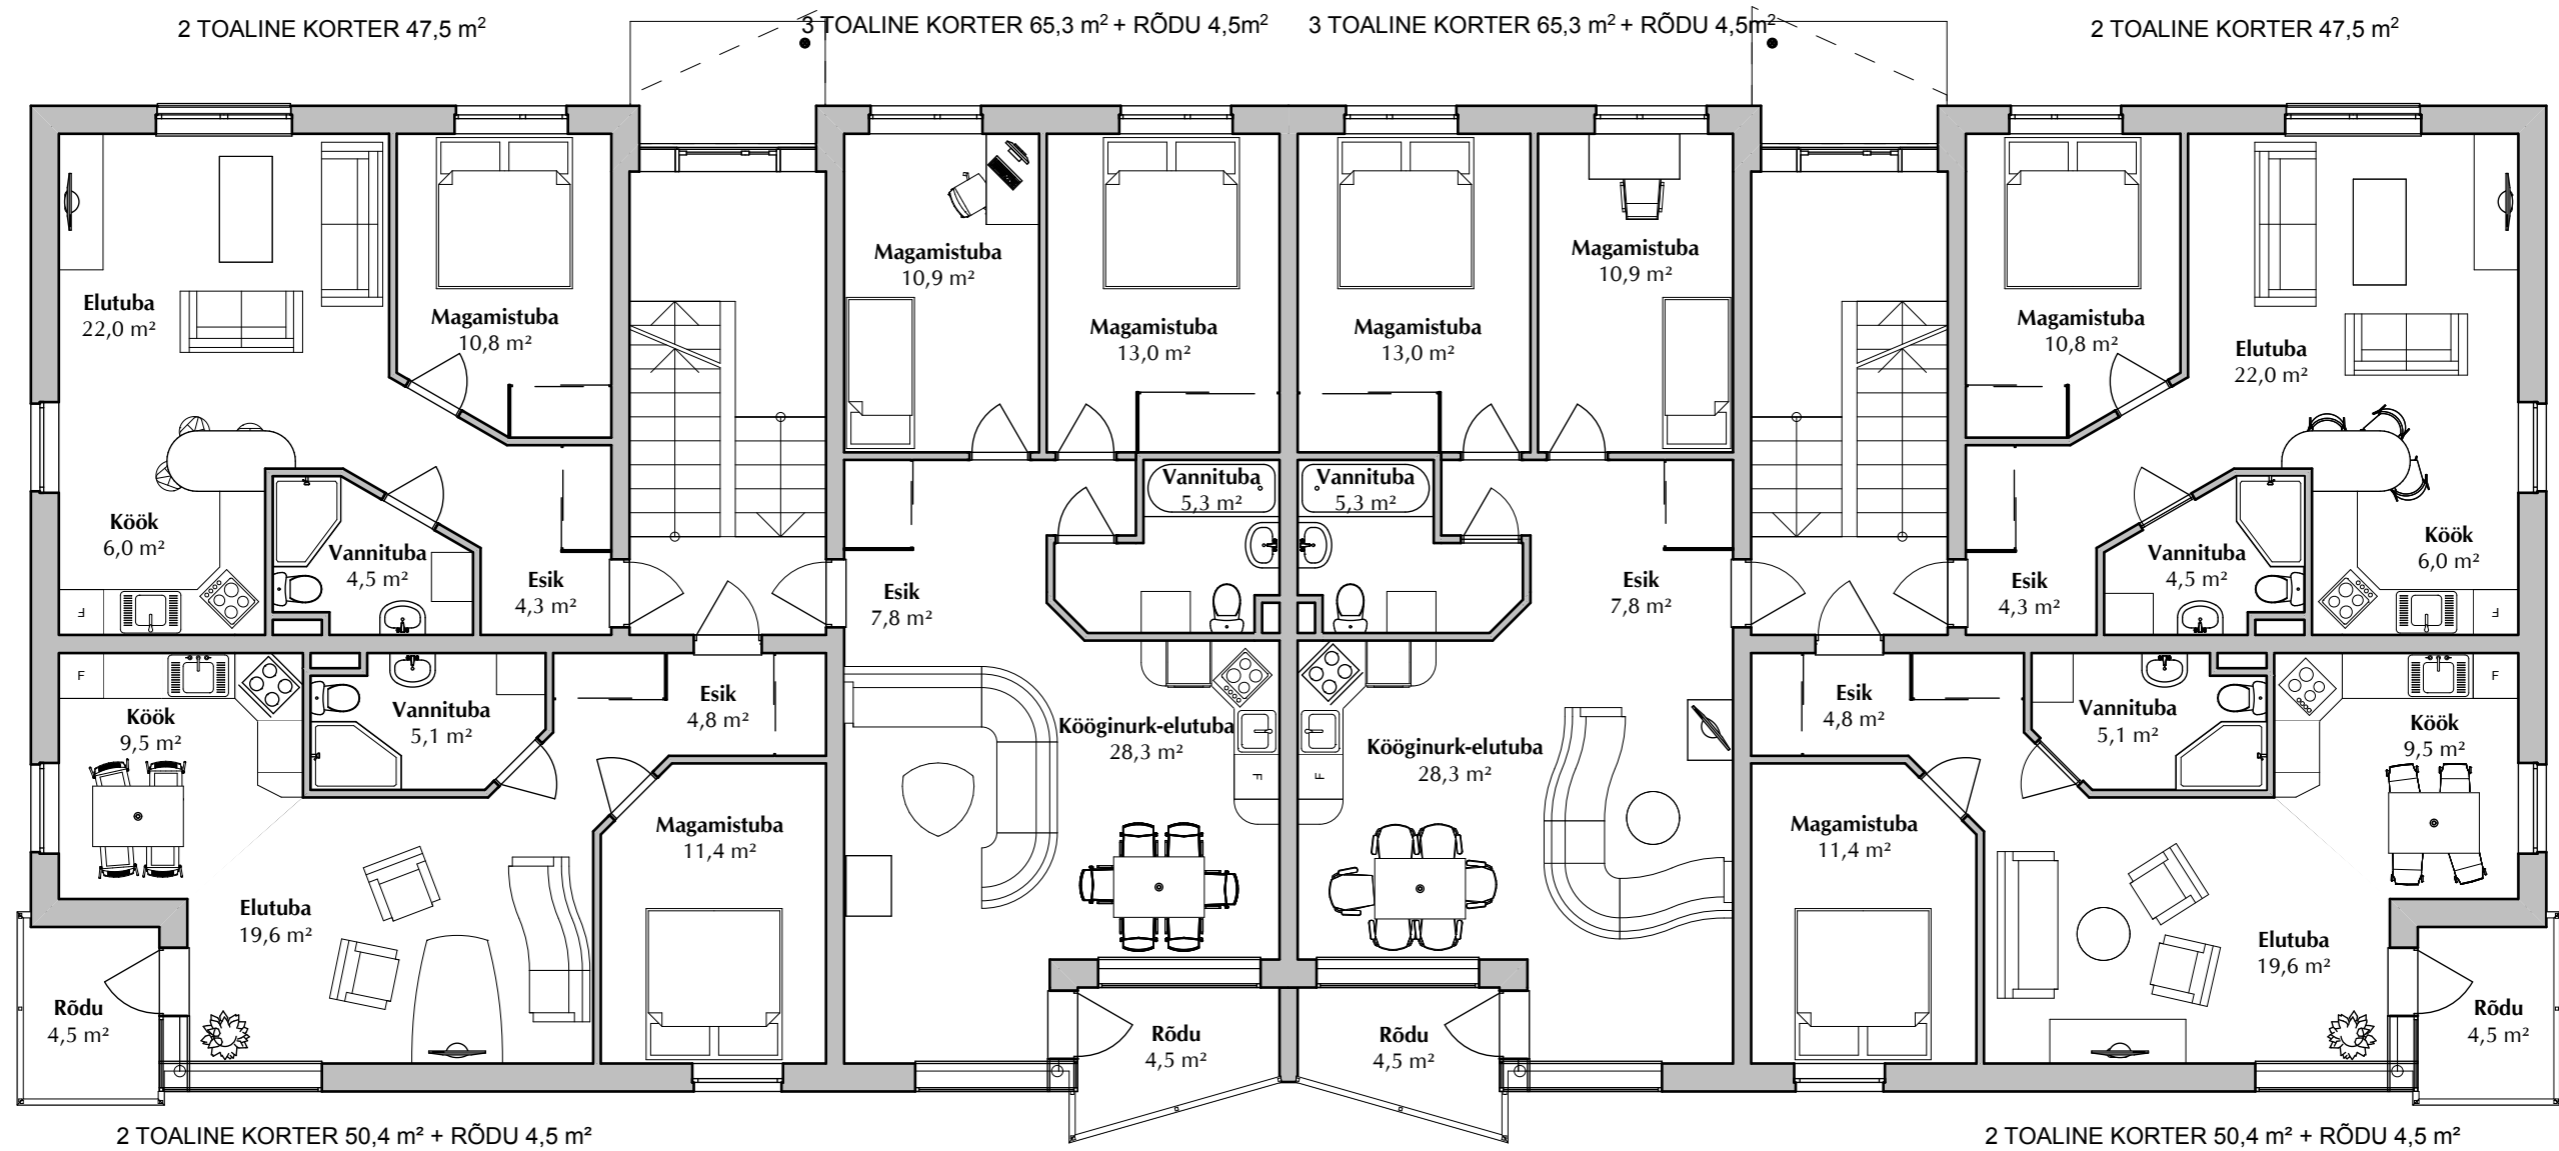 2 TOALINE KORTER 47,5 m²
3 TOALINE KORTER 65,3 m² + RÕDU 4,5m²
3 TOALINE KORTER 65,3 m² + RÕDU 4,5m²
2 TOALINE KORTER 47,5 m²
Elutuba
22,0 m²
Magamistuba
10,8 m²
Köök
6,0 m²
Vannituba
4,5 m²
Esik
4,3 m²
F
Magamistuba
10,9 m²
Magamistuba
13,0 m²
Vannituba
5,3 m²
Esik
7,8 m²
Kööginurk-elutuba
28,3 m²
F
Rõdu
4,5 m²
Magamistuba
13,0 m²
Magamistuba
10,9 m²
Vannituba
5,3 m²
Esik
7,8 m²
Kööginurk-elutuba
28,3 m²
F
Rõdu
4,5 m²
Magamistuba
10,8 m²
Elutuba
22,0 m²
Köök
6,0 m²
Vannituba
4,5 m²
Esik
4,3 m²
F
F
Köök
9,5 m²
Vannituba
5,1 m²
Esik
4,8 m²
Magamistuba
11,4 m²
Elutuba
19,6 m²
Rõdu
4,5 m²
Esik
4,8 m²
Vannituba
5,1 m²
F
Köök
9,5 m²
Magamistuba
11,4 m²
Elutuba
19,6 m²
Rõdu
4,5 m²
2 TOALINE KORTER 50,4 m² + RÕDU 4,5 m²
2 TOALINE KORTER 50,4 m² + RÕDU 4,5 m²